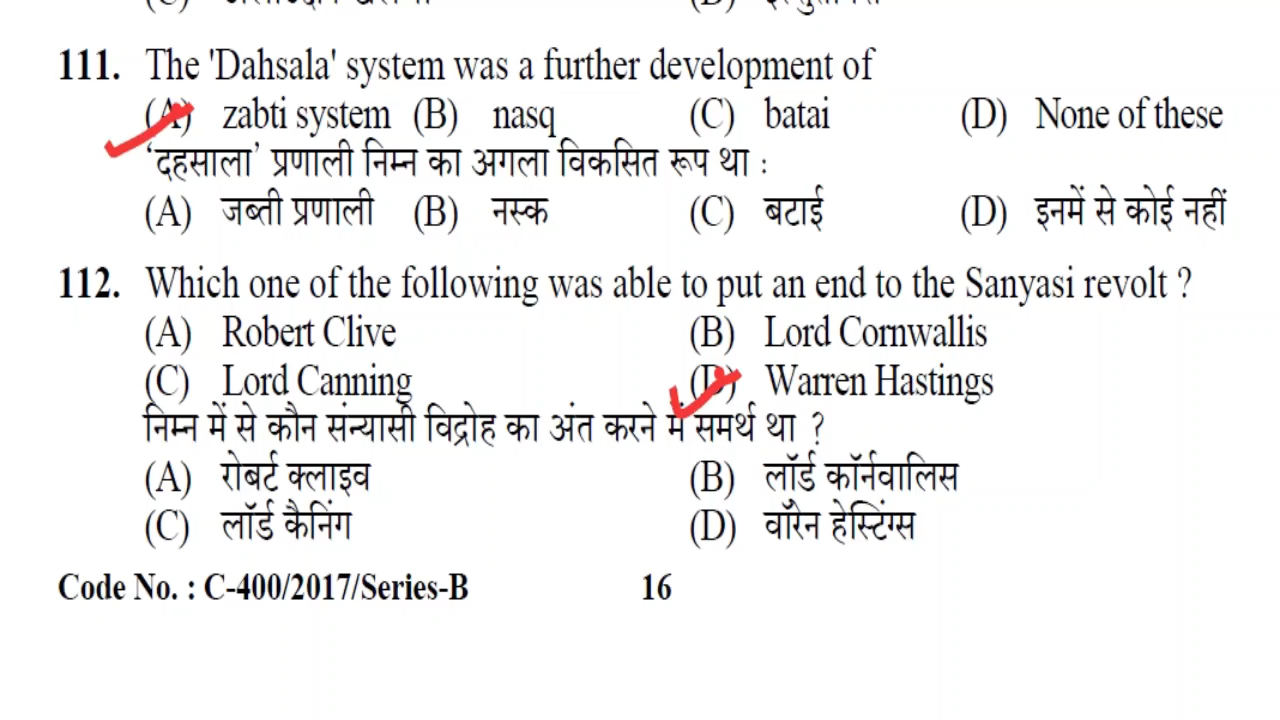 111. The 'Dahsala' system was a further development of
(A) zabti system (B) nasq (C) batai (D) None of these
‘दहसाला’ प्रणाली निम्न का अगला विकसित रूप था :
(A) जब्ती प्रणाली (B) नस्क (C) बटाई (D) इनमें से कोई नहीं
112. Which one of the following was able to put an end to the Sanyasi revolt ?
(A) Robert Clive (B) Lord Cornwallis
(C) Lord Canning (D) Warren Hastings
निम्न में से कौन संन्यासी विद्रोह का अंत करने में समर्थ था ?
(A) रोबर्ट क्लाइव (B) लॉर्ड कॉर्नवालिस
(C) लॉर्ड कैनिंग (D) वॉरेन हेस्टिंग्स
Code No. : C-400/2017/Series-B 16